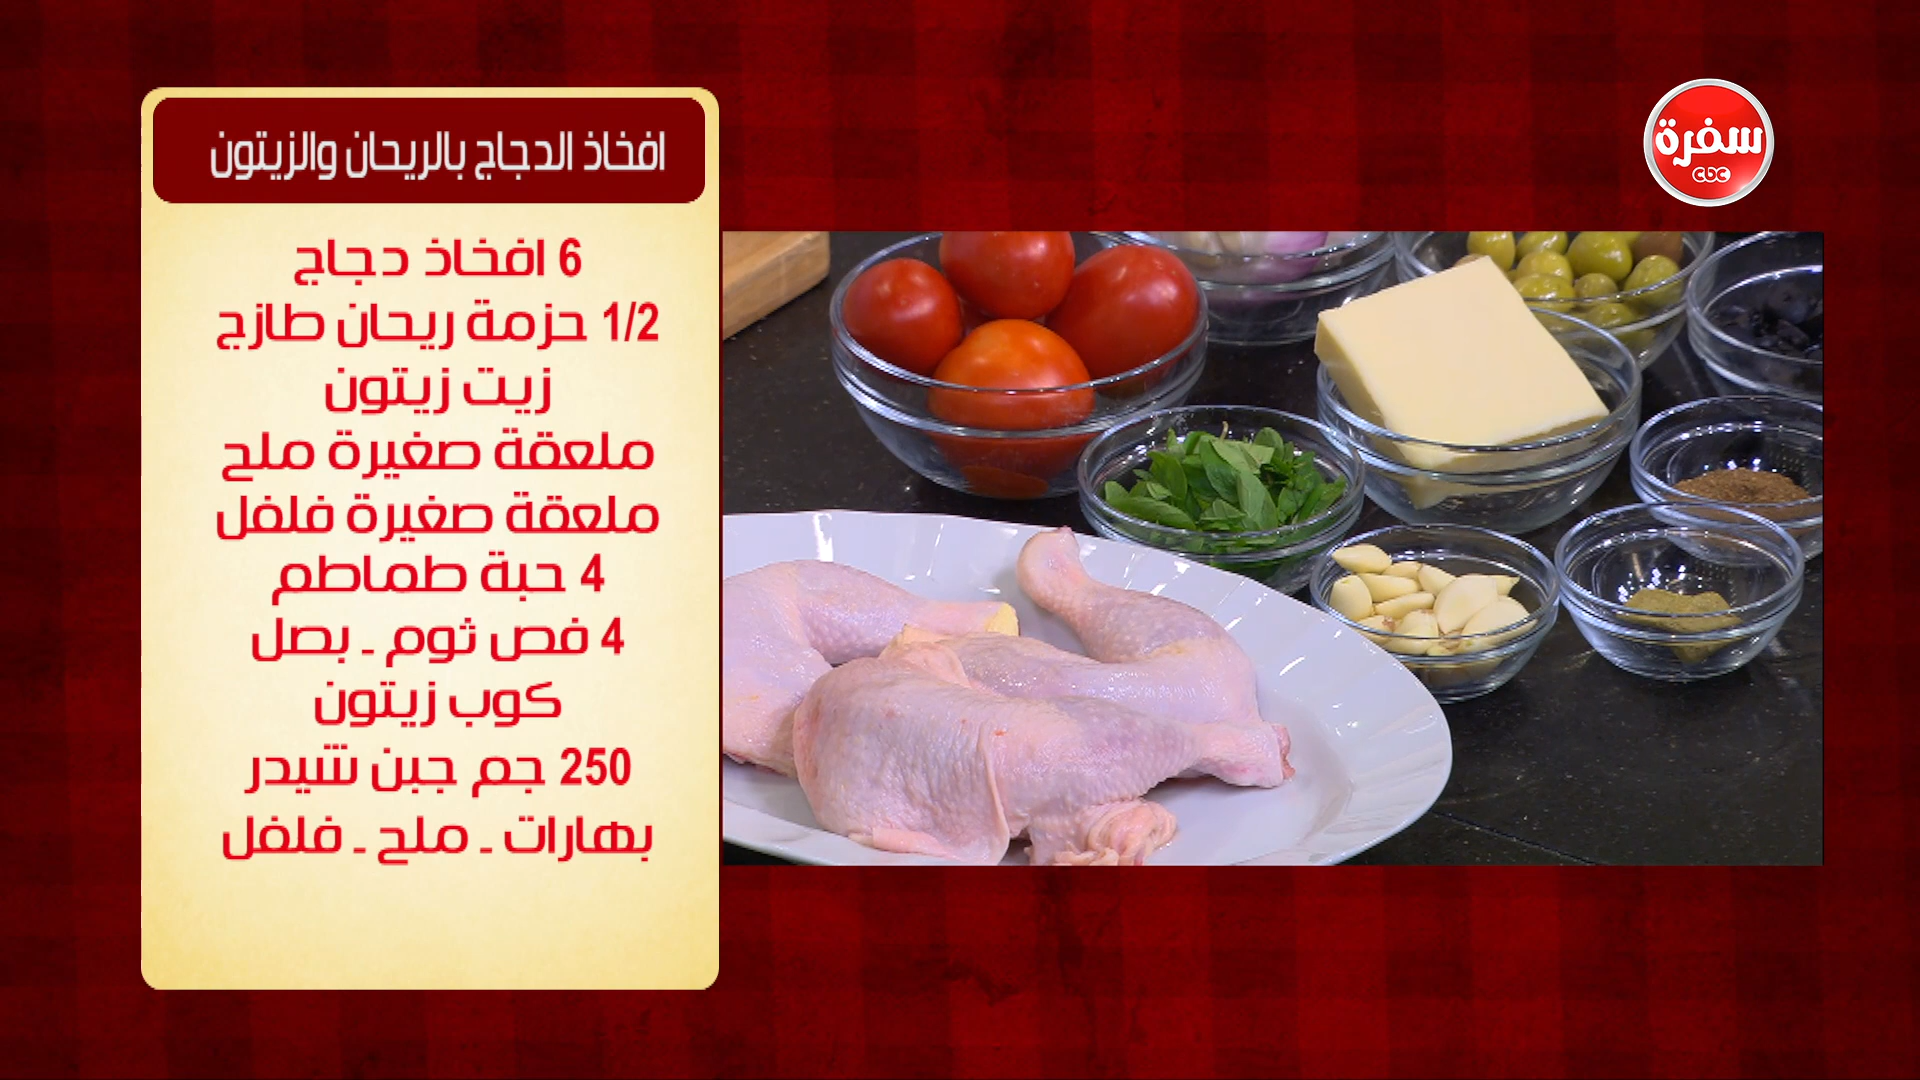 افخاذ الدجاج بالريحان والزيتون
6 افخاذ دجاج
1/2 حزمة ريحان طازج
زيت زيتون
ملعقة صغيرة ملح
ملعقة صغيرة فلفل
4 حبة طماطم
4 فص ثوم - بصل
كوب زيتون
250 جم جبن شيدر
بهارات - ملح - فلفل
سفرة
cbc